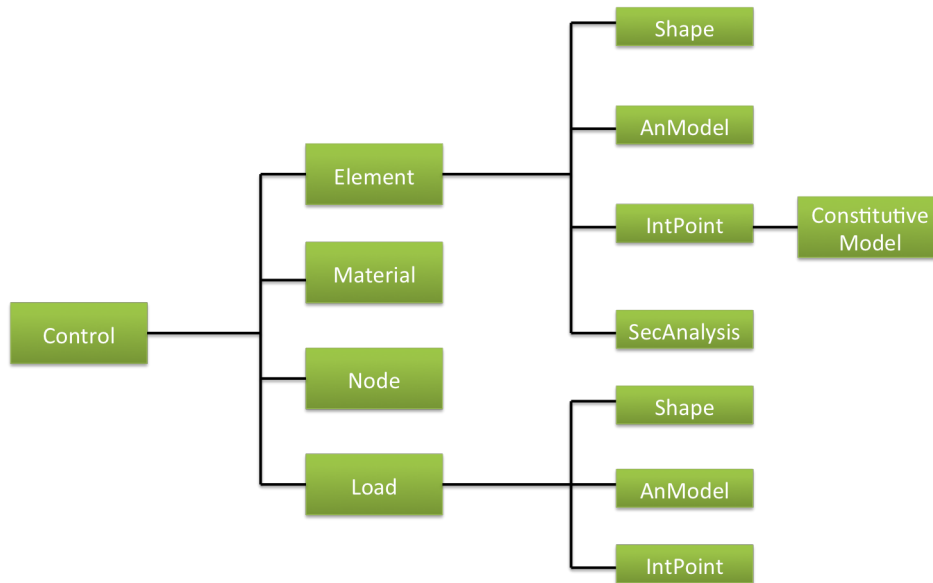 Control
Element
Material
Node
Load
Shape
AnModel
IntPoint
SecAnalysis
Constitutive
Model
Shape
AnModel
IntPoint